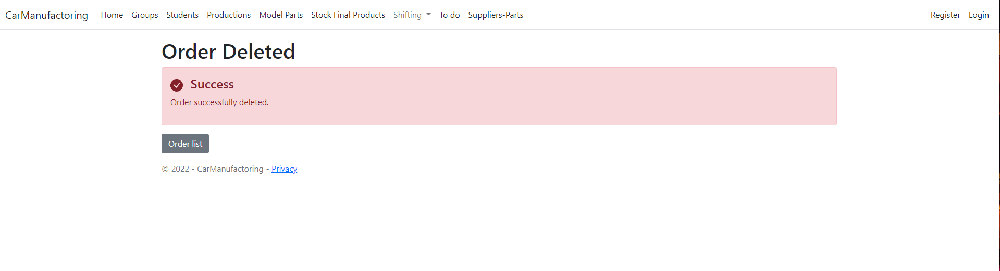 CarManufactoring Home Groups Students Productions Model Parts Stock Final Products Shifting To do Suppliers-Parts Register Login
Order Deleted
Success
Order successfully deleted.
Order list
© 2022 - CarManufactoring - Privacy